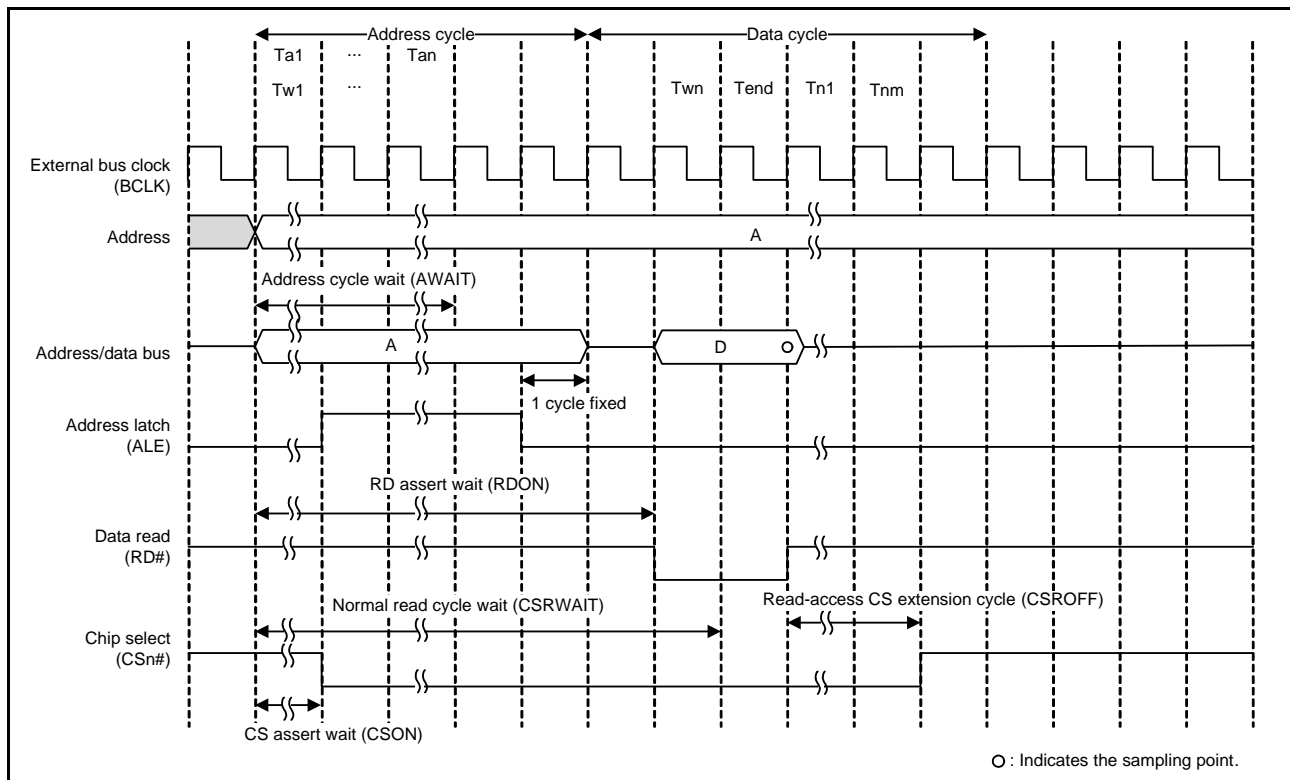 Address cycle
Data cycle
Ta1 ... Tan
Tw1 ... Twn Tend Tn1 Tnm
External bus clock
(BCLK)
Address
A
Address cycle wait (AWAIT)
Address/data bus
A
D
1 cycle fixed
Address latch
(ALE)
RD assert wait (RDON)
Data read
(RD#)
Normal read cycle wait (CSRWAIT)
Read-access CS extension cycle (CSROFF)
Chip select
(CSn#)
CS assert wait (CSON)
: Indicates the sampling point.